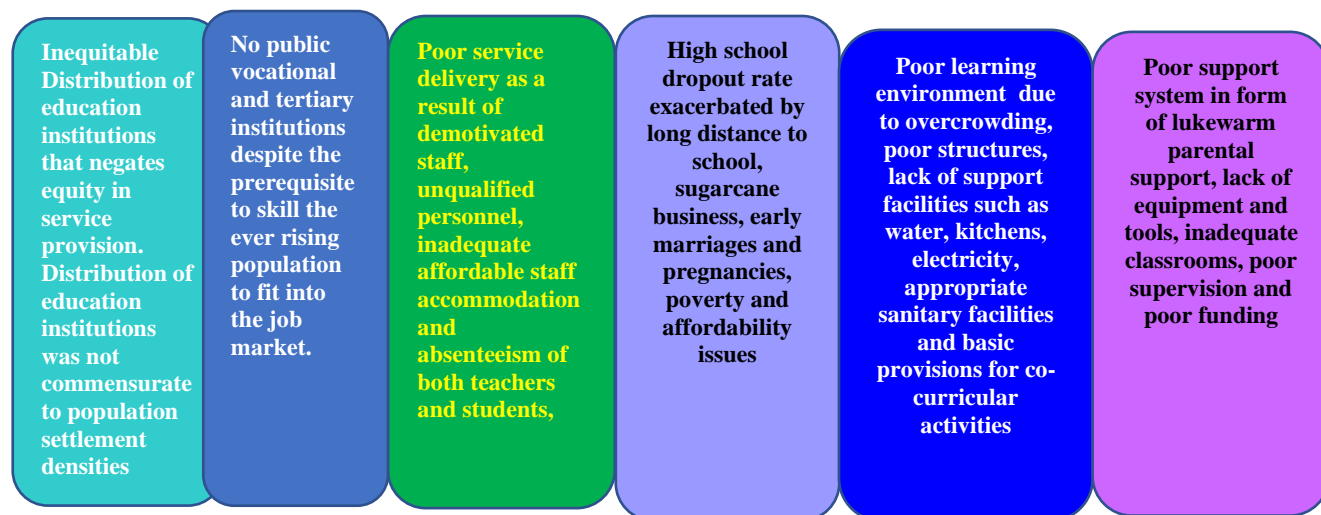 Inequitable
Distribution of
education
institutions
that negates
equity in
service
provision.
Distribution of
education
institutions
was not
commensurate
to population
settlement
densities
No public
vocational
and tertiary
institutions
despite the
prerequisite
to skill the
ever rising
population
to fit into
the job
market.
Poor service
delivery as a
result of
demotivated
staff,
unqualified
personnel,
inadequate
affordable staff
accommodation
and
absenteeism of
both teachers
and students,
High school
dropout rate
exacerbated by
long distance to
school,
sugarcane
business, early
marriages and
pregnancies,
poverty and
affordability
issues
Poor learning
environment due
to overcrowding,
poor structures,
lack of support
facilities such as
water, kitchens,
electricity,
appropriate
sanitary facilities
and basic
provisions for co-
curricular
activities
Poor support
system in form
of lukewarm
parental
support, lack of
equipment and
tools, inadequate
classrooms, poor
supervision and
poor funding